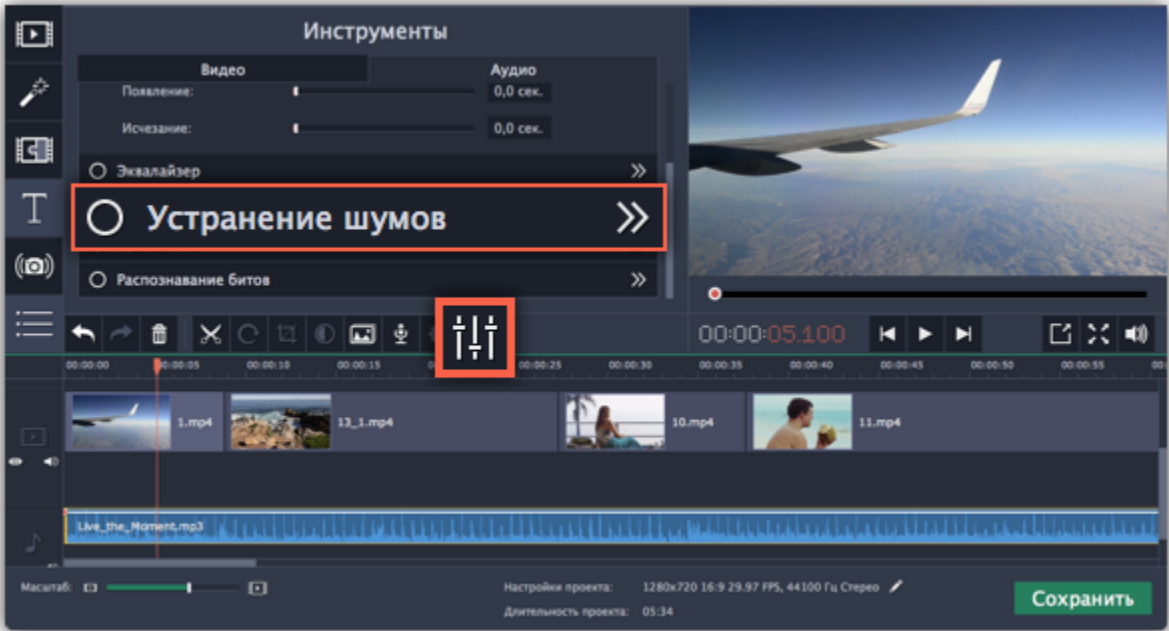 Инструменты
Видео Аудио
Появление: 0,0 сек.
Исчезание: 0,0 сек.
Эквалайзер
Устранение шумов
Распознавание битов
00:00:05.100
00:00:00 00:00:05 00:00:10 00:00:15 00:00:25 00:00:30 00:00:35 00:00:40 00:00:45 00:00:50 00:00:55
1.mp4 13_1.mp4 10.mp4 11.mp4
Live_the_Moment.mp3
Масштаб: Настройки проекта: 1280x720 16:9 29.97 FPS, 44100 Гц Стерео
Длительность проекта: 05:34
Сохранить